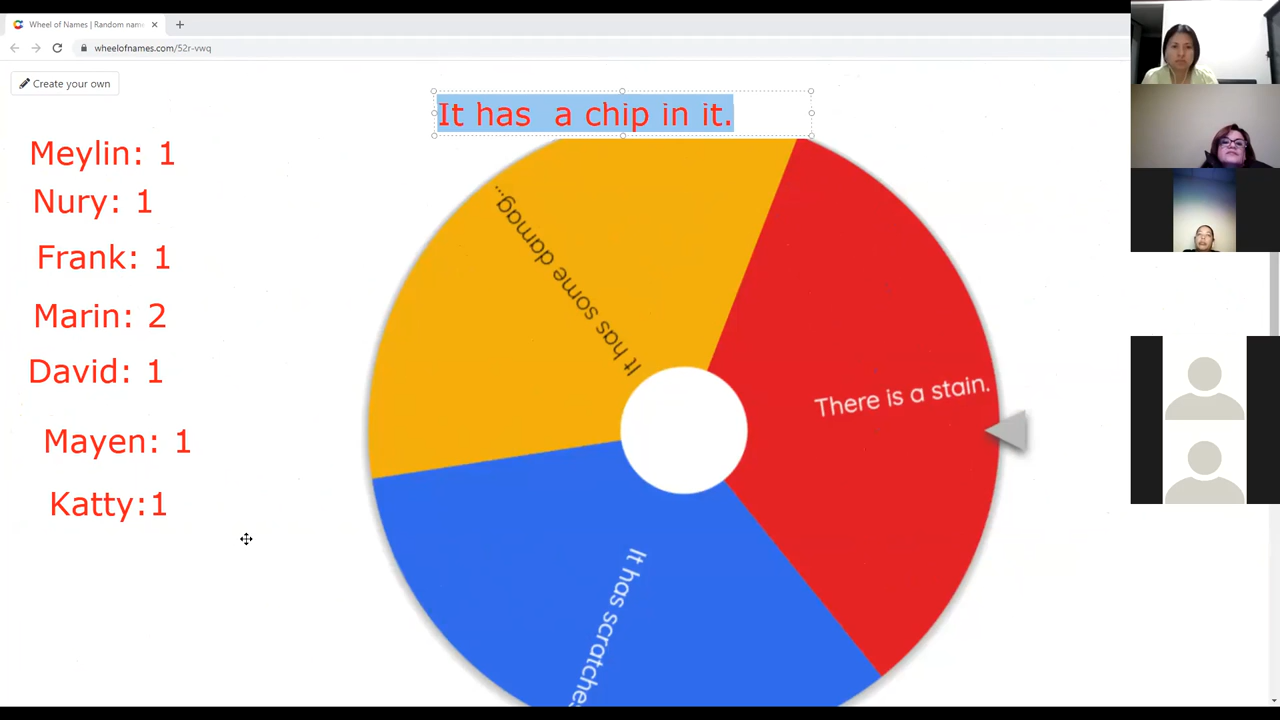 Wheel of Names | Random name
wheelofnames.com/52r-vwq
Create your own
It has  a chip in it.
Meylin: 1
Nury: 1
Frank: 1
Marin: 2
David: 1
Mayen: 1
Katty:1
It has some damag...
There is a stain.
It has scratches